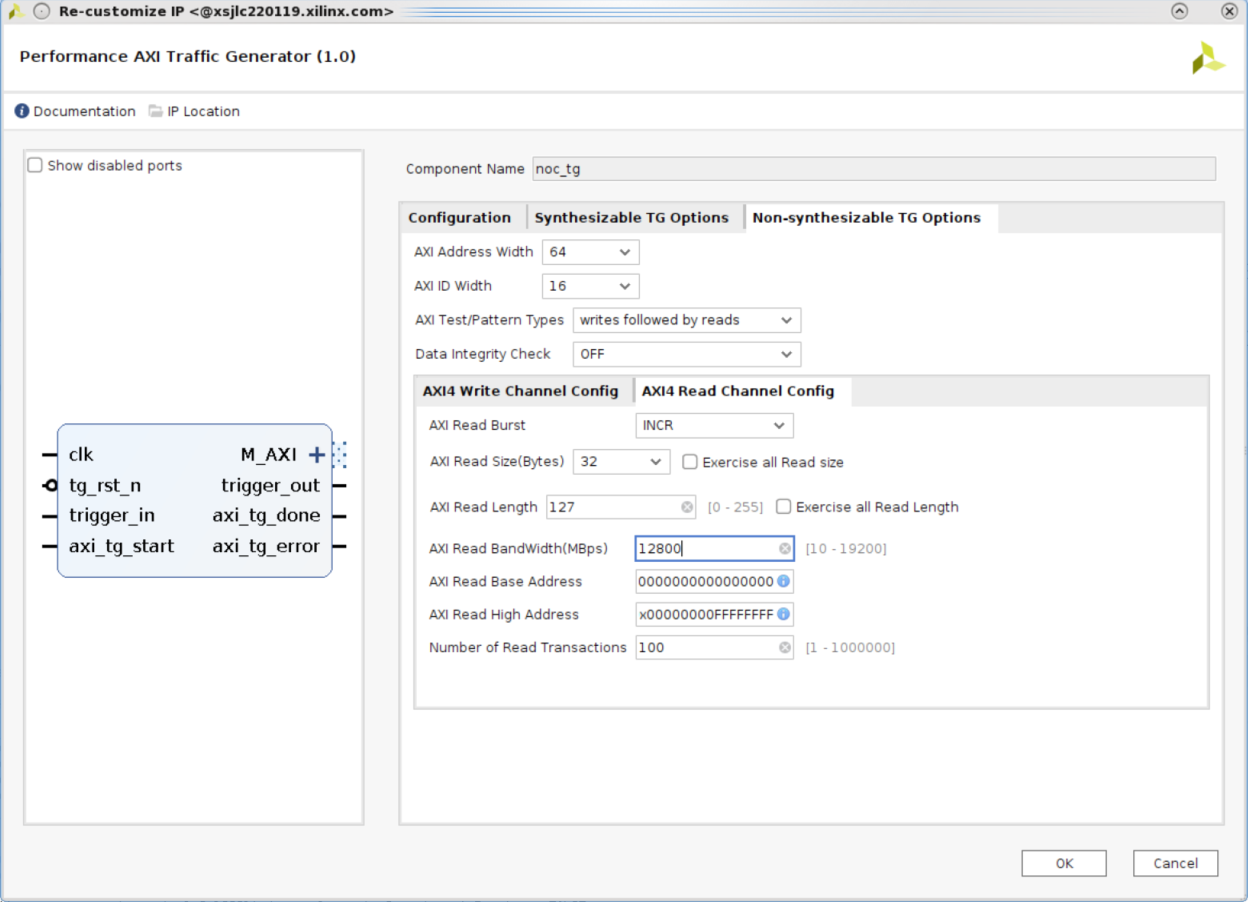 Re-customize IP <@xsjlc220119.xilinx.com>
Performance AXI Traffic Generator (1.0)
Documentation IP Location
Show disabled ports
clk M_AXI
tg_rst_n trigger_out
trigger_in axi_tg_done
axi_tg_start axi_tg_error
Component Name noc_tg
Configuration Synthesizable TG Options Non-synthesizable TG Options
AXI Address Width 64
AXI ID Width 16
AXI Test/Pattern Types writes followed by reads
Data Integrity Check OFF
AXI4 Write Channel Config AXI4 Read Channel Config
AXI Read Burst INCR
AXI Read Size(Bytes) 32 Exercise all Read size
AXI Read Length 127 [0 - 255] Exercise all Read Length
AXI Read BandWidth(MBps) 12800 [10 - 19200]
AXI Read Base Address 0000000000000000
AXI Read High Address x00000000FFFFFFFF
Number of Read Transactions 100 [1 - 1000000]
OK Cancel